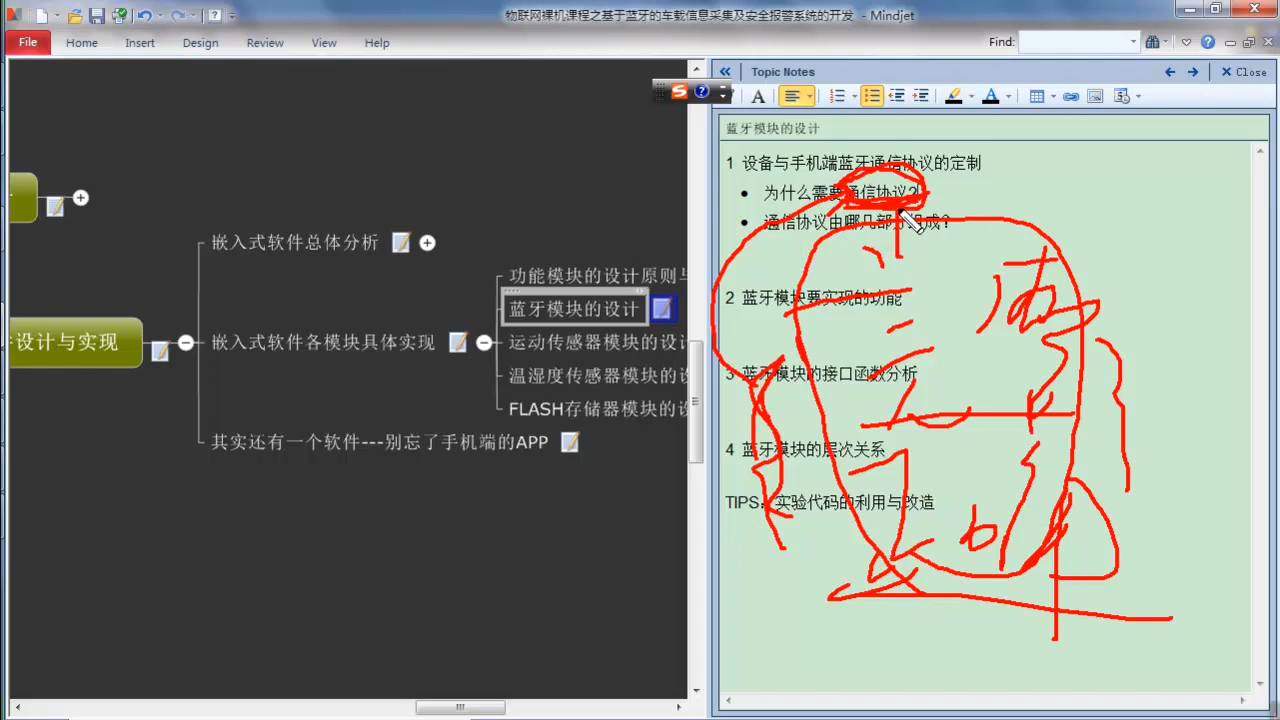 物联网裸机课程之基于蓝牙的车载信息采集及安全报警系统的开发 - Mindjet
File Home Insert Design Review View Help Find:
Topic Notes Close
蓝牙模块的设计
1 设备与手机端蓝牙通信协议的定制
• 为什么需要通信协议?
• 通信协议由哪几部分组成?
2 蓝牙模块要实现的功能
3 蓝牙模块的接口函数分析
4 蓝牙模块的层次关系
TIPS: 实验代码的利用与改造
设计与实现
嵌入式软件总体分析
嵌入式软件各模块具体实现
功能模块的设计原则与
蓝牙模块的设计
运动传感器模块的设计
温湿度传感器模块的设
FLASH存储器模块的设
其实还有一个软件---别忘了手机端的APP